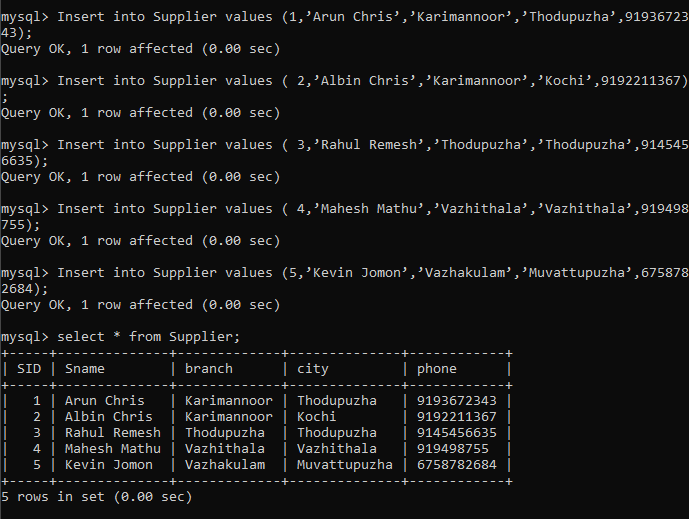 mysql> Insert into Supplier values (1,’Arun Chris’,’Karimannoor’,’Thodupuzha’,91936723
43);
Query OK, 1 row affected (0.00 sec)
mysql> Insert into Supplier values ( 2,’Albin Chris’,’Karimannoor’,’Kochi’,9192211367)
;
Query OK, 1 row affected (0.00 sec)
mysql> Insert into Supplier values ( 3,’Rahul Remesh’,’Thodupuzha’,’Thodupuzha’,914545
6635);
Query OK, 1 row affected (0.00 sec)
mysql> Insert into Supplier values ( 4,’Mahesh Mathu’,’Vazhithala’,’Vazhithala’,919498
755);
Query OK, 1 row affected (0.00 sec)
mysql> Insert into Supplier values (5,’Kevin Jomon’,’Vazhakulam’,’Muvattupuzha’,675878
2684);
Query OK, 1 row affected (0.00 sec)
mysql> select * from Supplier;
+-----+--------------+-------------+--------------+------------+
| SID | Sname        | branch      | city         | phone      |
+-----+--------------+-------------+--------------+------------+
|   1 | Arun Chris   | Karimannoor | Thodupuzha   | 9193672343 |
|   2 | Albin Chris  | Karimannoor | Kochi        | 9192211367 |
|   3 | Rahul Remesh | Thodupuzha  | Thodupuzha   | 9145456635 |
|   4 | Mahesh Mathu | Vazhithala  | Vazhithala   | 919498755  |
|   5 | Kevin Jomon  | Vazhakulam  | Muvattupuzha | 6758782684 |
+-----+--------------+-------------+--------------+------------+
5 rows in set (0.00 sec)